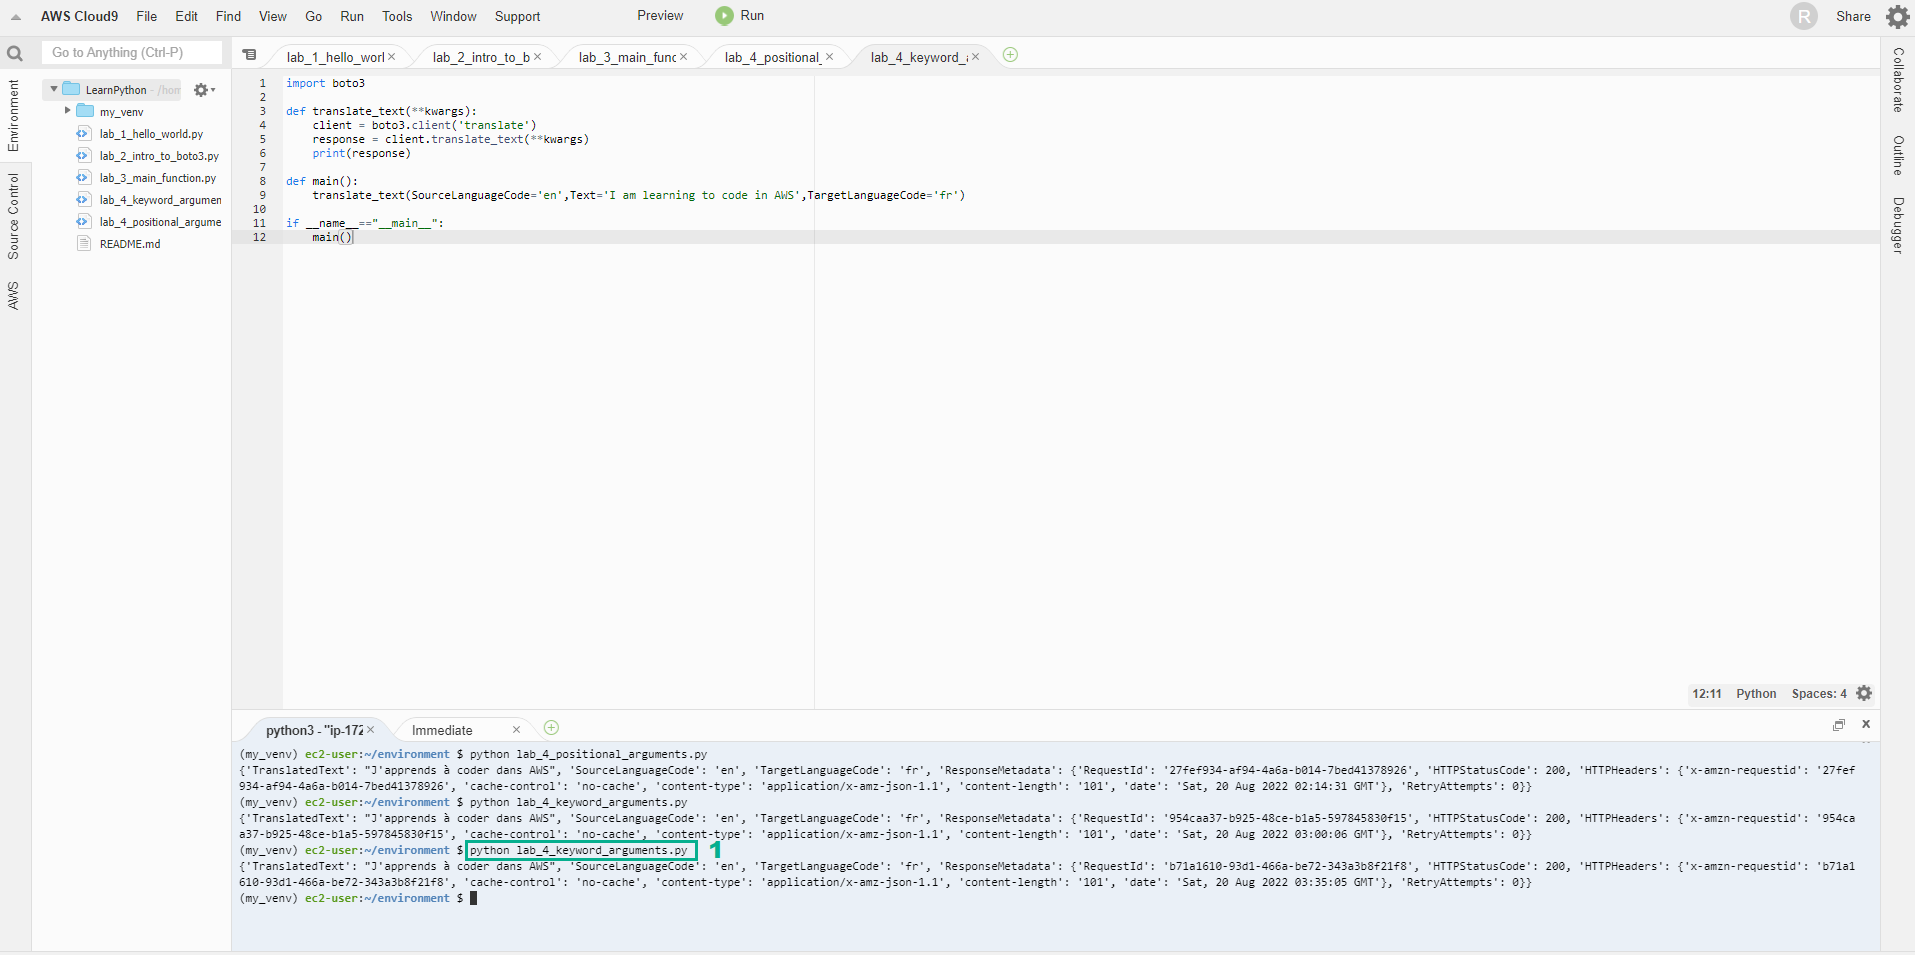 AWS Cloud9 File Edit Find View Go Run Tools Window Support Preview Run R Share
Go to Anything (Ctrl-P)
lab_1_hello_worl × lab_2_intro_to_b × lab_3_main_func × lab_4_positional_ × lab_4_keyword_a ×
Environment
Source Control
AWS
LearnPython - /hom
my_venv
lab_1_hello_world.py
lab_2_intro_to_boto3.py
lab_3_main_function.py
lab_4_keyword_argumen
lab_4_positional_argume
README.md
1 import boto3
2
3 def translate_text(**kwargs):
4 client = boto3.client('translate')
5 response = client.translate_text(**kwargs)
6 print(response)
7
8 def main():
9 translate_text(SourceLanguageCode='en',Text='I am learning to code in AWS',TargetLanguageCode='fr')
10
11 if __name__=="__main__":
12 main()
12:11 Python Spaces: 4
Collaborate
Outline
Debugger
python3 - "ip-172 × Immediate ×
(my_venv) ec2-user:~/environment $ python lab_4_positional_arguments.py
{'TranslatedText': "J'apprends à coder dans AWS", 'SourceLanguageCode': 'en', 'TargetLanguageCode': 'fr', 'ResponseMetadata': {'RequestId': '27fef934-af94-4a6a-b014-7bed41378926', 'HTTPStatusCode': 200, 'HTTPHeaders': {'x-amzn-requestid': '27fef
934-af94-4a6a-b014-7bed41378926', 'cache-control': 'no-cache', 'content-type': 'application/x-amz-json-1.1', 'content-length': '101', 'date': 'Sat, 20 Aug 2022 02:14:31 GMT'}, 'RetryAttempts': 0}}
(my_venv) ec2-user:~/environment $ python lab_4_keyword_arguments.py
{'TranslatedText': "J'apprends à coder dans AWS", 'SourceLanguageCode': 'en', 'TargetLanguageCode': 'fr', 'ResponseMetadata': {'RequestId': '954caa37-b925-48ce-b1a5-597845830f15', 'HTTPStatusCode': 200, 'HTTPHeaders': {'x-amzn-requestid': '954ca
a37-b925-48ce-b1a5-597845830f15', 'cache-control': 'no-cache', 'content-type': 'application/x-amz-json-1.1', 'content-length': '101', 'date': 'Sat, 20 Aug 2022 03:00:06 GMT'}, 'RetryAttempts': 0}}
(my_venv) ec2-user:~/environment $ python lab_4_keyword_arguments.py 1
{'TranslatedText': "J'apprends à coder dans AWS", 'SourceLanguageCode': 'en', 'TargetLanguageCode': 'fr', 'ResponseMetadata': {'RequestId': 'b71a1610-93d1-466a-be72-343a3b8f21f8', 'HTTPStatusCode': 200, 'HTTPHeaders': {'x-amzn-requestid': 'b71a1
610-93d1-466a-be72-343a3b8f21f8', 'cache-control': 'no-cache', 'content-type': 'application/x-amz-json-1.1', 'content-length': '101', 'date': 'Sat, 20 Aug 2022 03:35:05 GMT'}, 'RetryAttempts': 0}}
(my_venv) ec2-user:~/environment $